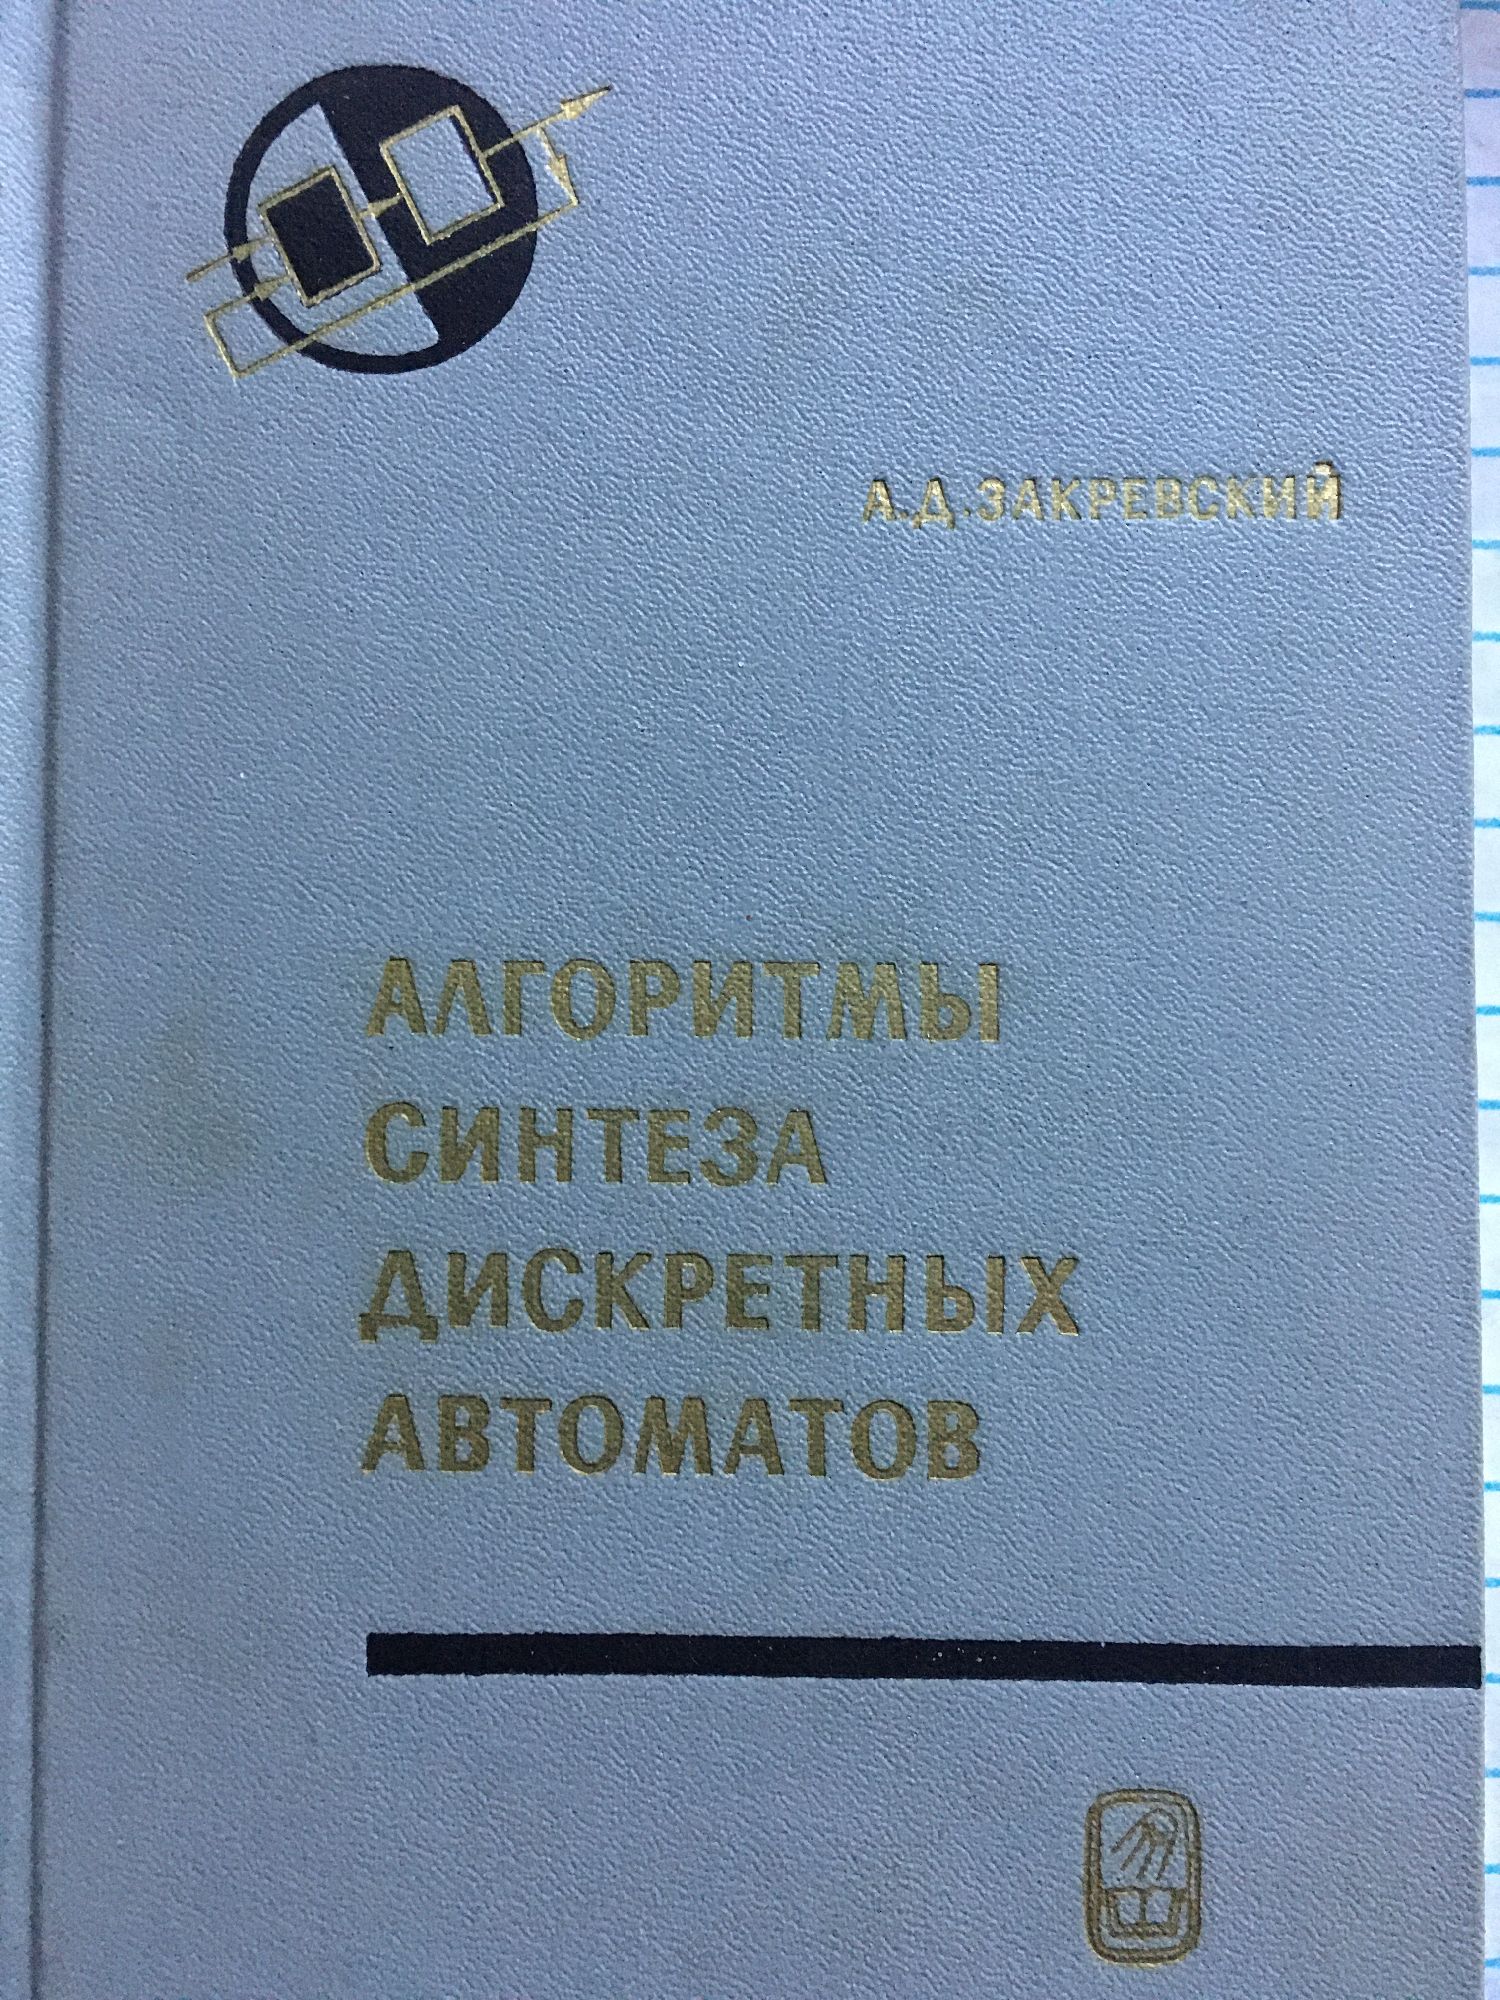 А.Д.ЗАКРЕВСКИЙ
АЛГОРИТМЫ
СИНТЕЗА
ДИСКРЕТНЫХ
АВТОМАТОВ